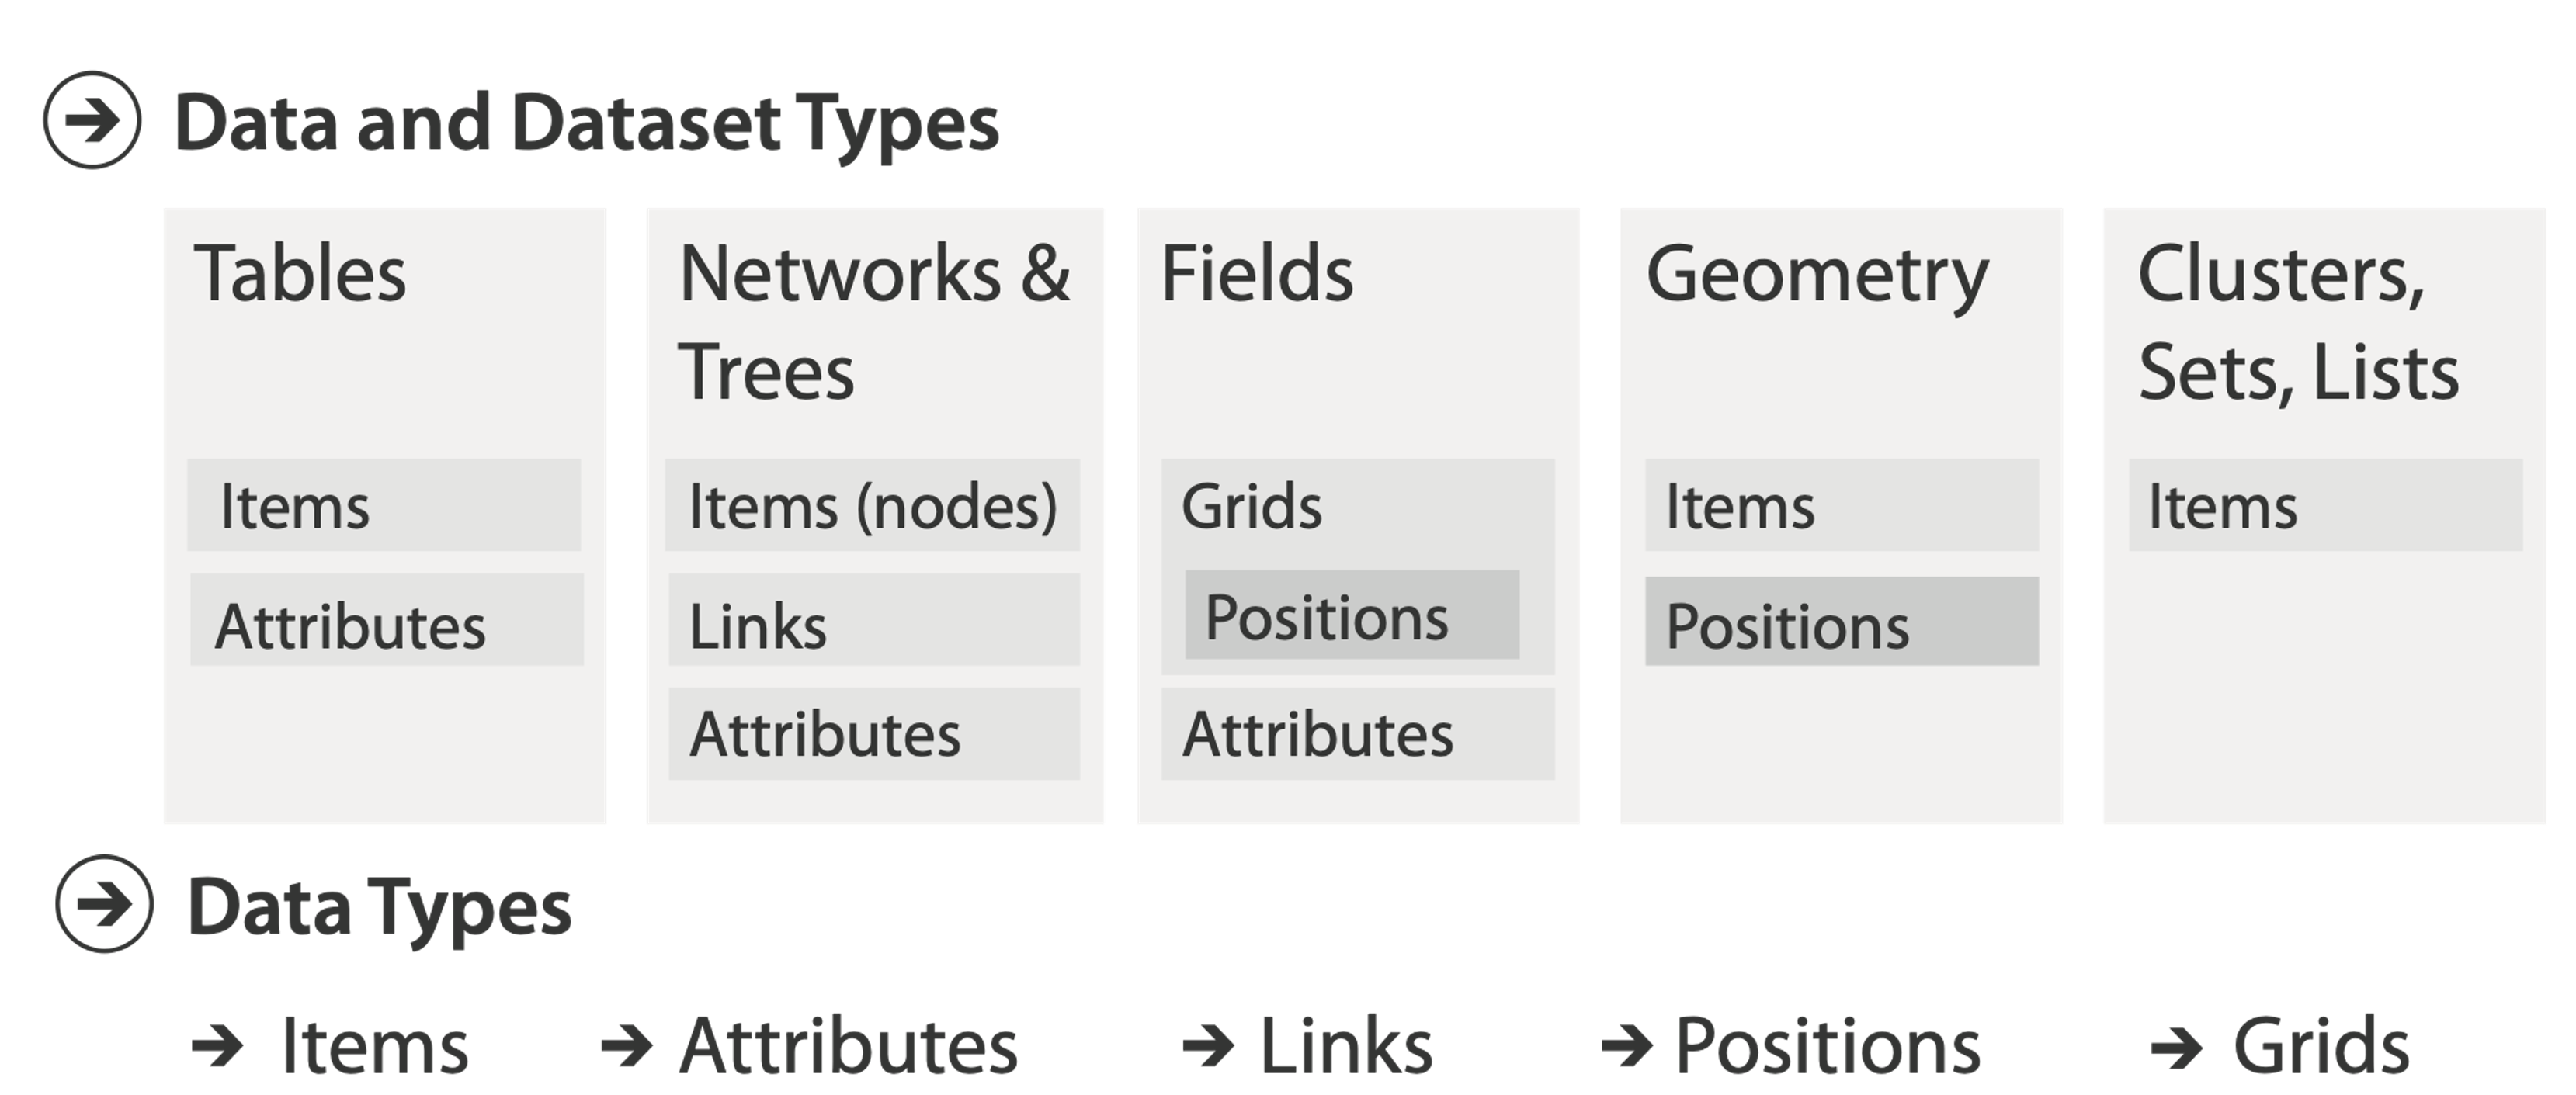 Data and Dataset Types
Tables
Items
Attributes
Networks &
Trees
Items (nodes)
Links
Attributes
Fields
Grids
Positions
Attributes
Geometry
Items
Positions
Clusters,
Sets, Lists
Items
Data Types
Items
Attributes
Links
Positions
Grids